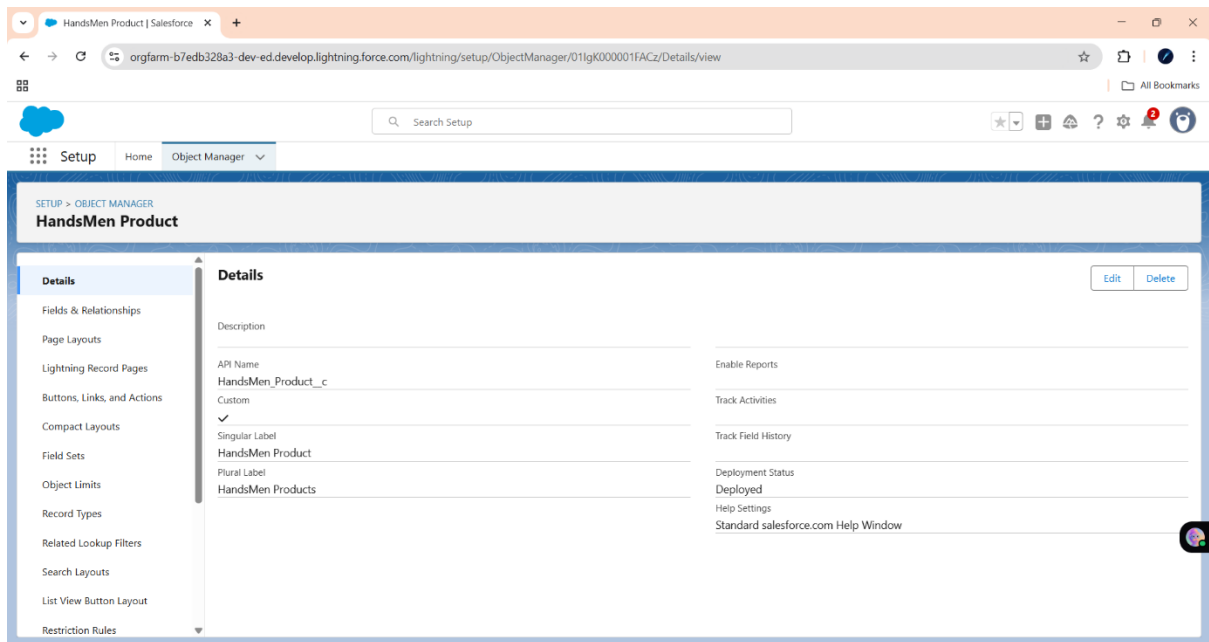 HandsMen Product | Salesforce
orgfarm-b7edb328a3-dev-ed.develop.lightning.force.com/lightning/setup/ObjectManager/01IgK000001FACz/Details/view
All Bookmarks
Search Setup
2
Setup Home Object Manager
SETUP > OBJECT MANAGER
HandsMen Product
Details
Fields & Relationships
Page Layouts
Lightning Record Pages
Buttons, Links, and Actions
Compact Layouts
Field Sets
Object Limits
Record Types
Related Lookup Filters
Search Layouts
List View Button Layout
Restriction Rules
Details
Edit Delete
Description
API Name
HandsMen_Product__c
Custom
Singular Label
HandsMen Product
Plural Label
HandsMen Products
Enable Reports
Track Activities
Track Field History
Deployment Status
Deployed
Help Settings
Standard salesforce.com Help Window